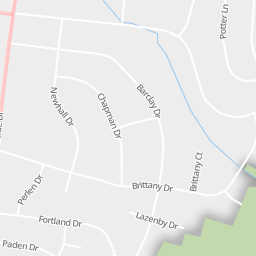 Potter Ln
Barclay Dr
Newhall Dr
Chapman Dr
Perlen Dr
Brittany Dr
Brittany Ct
Fortland Dr
Lazenby Dr
Paden Dr